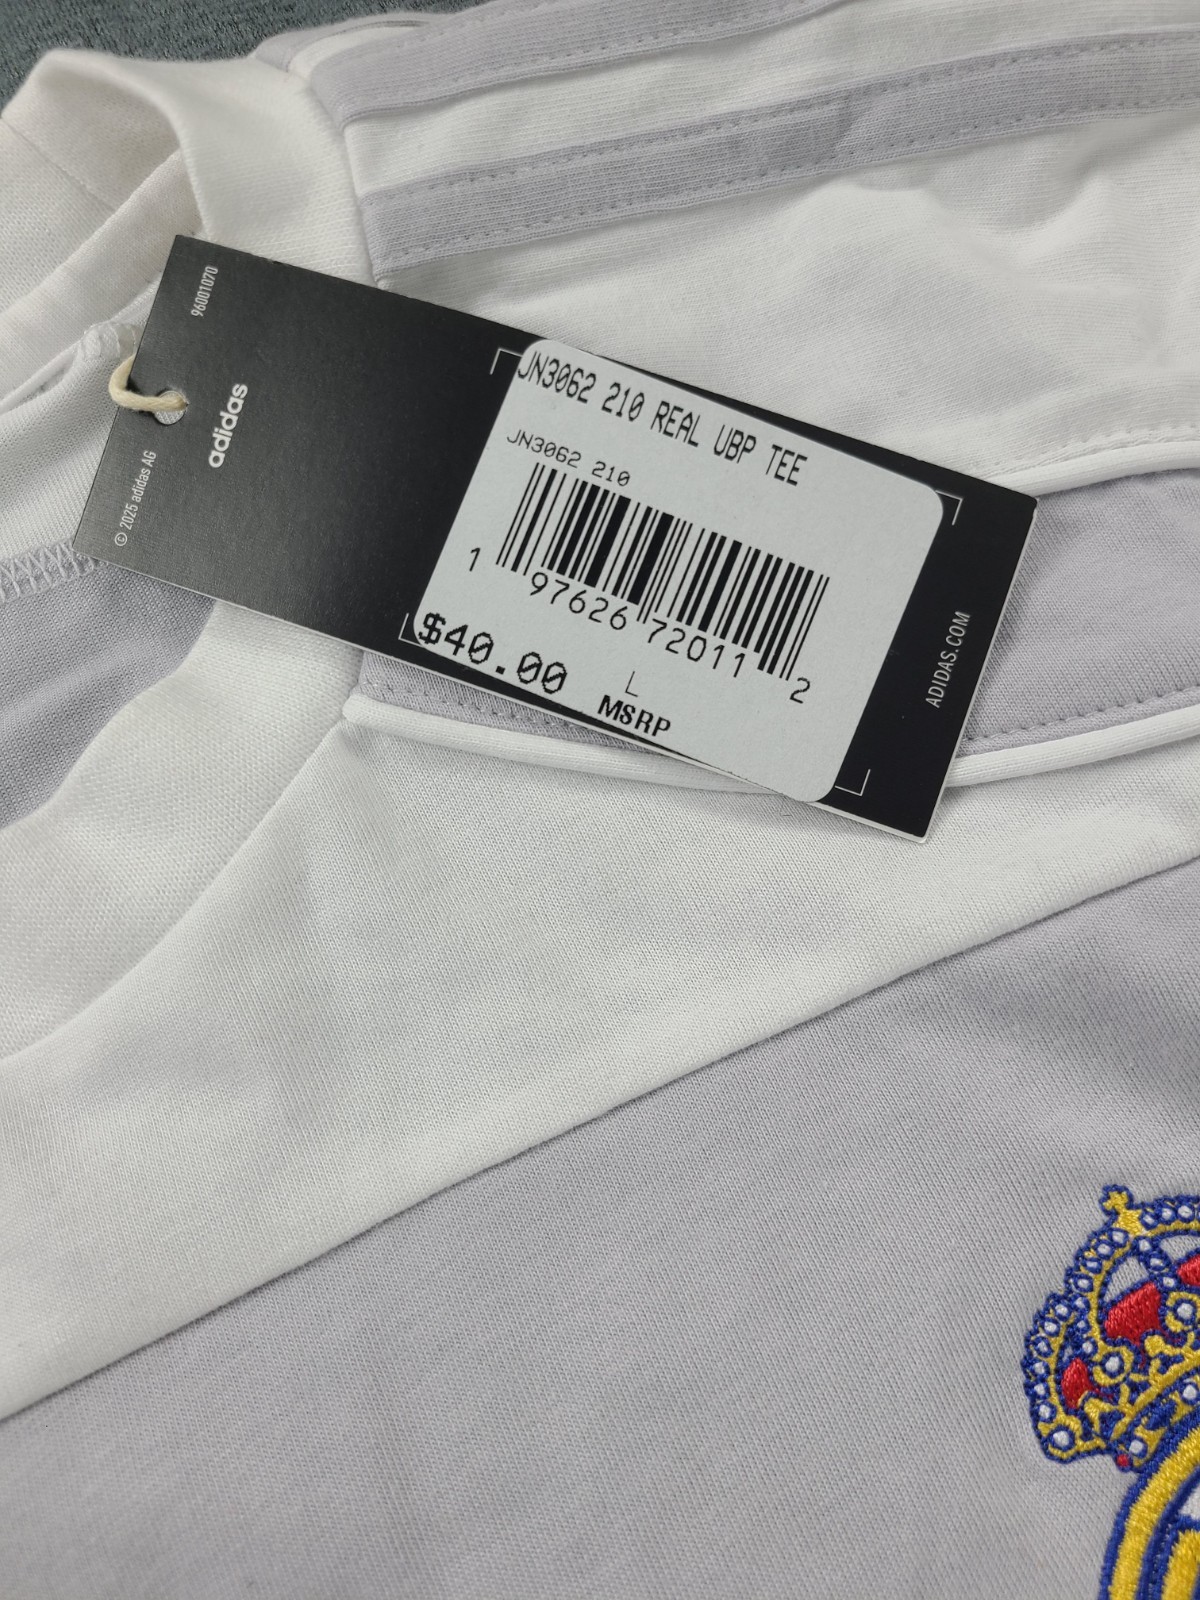 96001070
adidas
© 2025 adidas AG
JN3062 210 REAL UBP TEE
JN3062 210
1 97626 72011 2
$40.00
L
MSRP
ADIDAS.COM